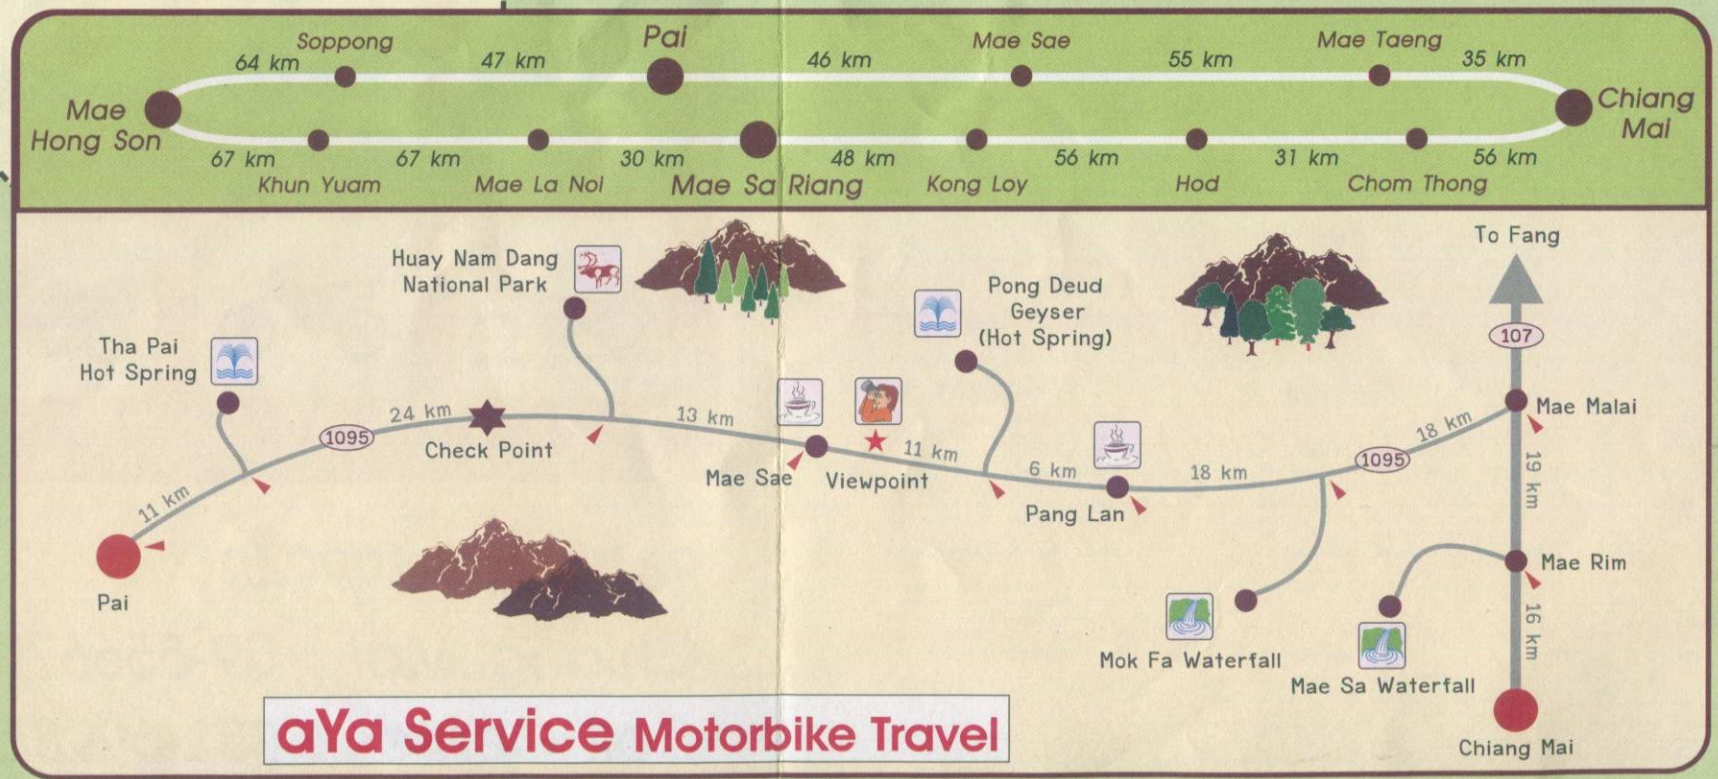 Soppong
Pai
Mae Sae
Mae Taeng
64 km
47 km
46 km
55 km
35 km
Mae
Hong Son
Chiang
Mai
67 km
67 km
30 km
48 km
56 km
31 km
56 km
Khun Yuam
Mae La Noi
Mae Sa Riang
Kong Loy
Hod
Chom Thong
To Fang
107
Huay Nam Dang
National Park
Pong Deud
Geyser
(Hot Spring)
Tha Pai
Hot Spring
11 km
1095
24 km
Check Point
13 km
Mae Sae
Viewpoint
11 km
6 km
Pang Lan
18 km
1095
18 km
Mae Malai
19 km
Mae Rim
16 km
Pai
Mok Fa Waterfall
Mae Sa Waterfall
Chiang Mai
aYa Service Motorbike Travel